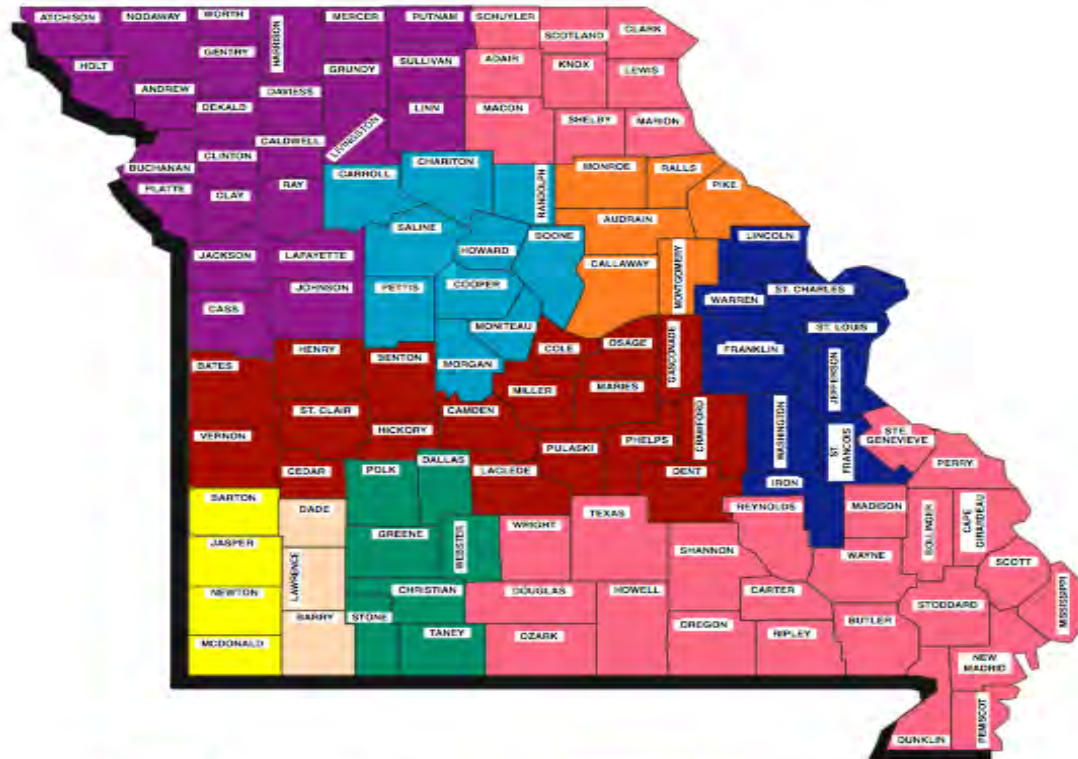 ATCHISON
NODAWAY
WORTH
HARRISON
MERCER
PUTNAM
SCHUYLER
SCOTLAND
CLARK
HOLT
GENTRY
GRUNDY
SULLIVAN
ADAIR
KNOX
LEWIS
ANDREW
DEKALB
DAVIESS
LINN
MACON
SHELBY
MARION
BUCHANAN
CLINTON
CALDWELL
LIVINGSTON
CHARITON
MONROE
RALLS
PIKE
PLATTE
CLAY
RAY
CARROLL
RANDOLPH
AUDRAIN
LINCOLN
JACKSON
LAFAYETTE
SALINE
HOWARD
BOONE
CALLAWAY
MONTGOMERY
WARREN
ST. CHARLES
CASS
JOHNSON
PETTIS
COOPER
MONITEAU
ST. LOUIS
BATES
HENRY
BENTON
MORGAN
COLE
OSAGE
GASCONADE
FRANKLIN
JEFFERSON
ST. CLAIR
HICKORY
CAMDEN
MILLER
MARIES
CRAWFORD
WASHINGTON
ST.
FRANCOIS
STE.
GENEVIEVE
VERNON
CEDAR
POLK
DALLAS
LACLEDE
PULASKI
PHELPS
DENT
IRON
PERRY
BARTON
DADE
GREENE
WEBSTER
WRIGHT
TEXAS
REYNOLDS
MADISON
BOLLINGER
CAPE
GIRARDEAU
JASPER
LAWRENCE
SHANNON
WAYNE
SCOTT
MISSISSIPPI
NEWTON
BARRY
STONE
CHRISTIAN
DOUGLAS
HOWELL
CARTER
STODDARD
MCDONALD
TANEY
OZARK
OREGON
RIPLEY
BUTLER
NEW
MADRID
DUNKLIN
PEMISCOT